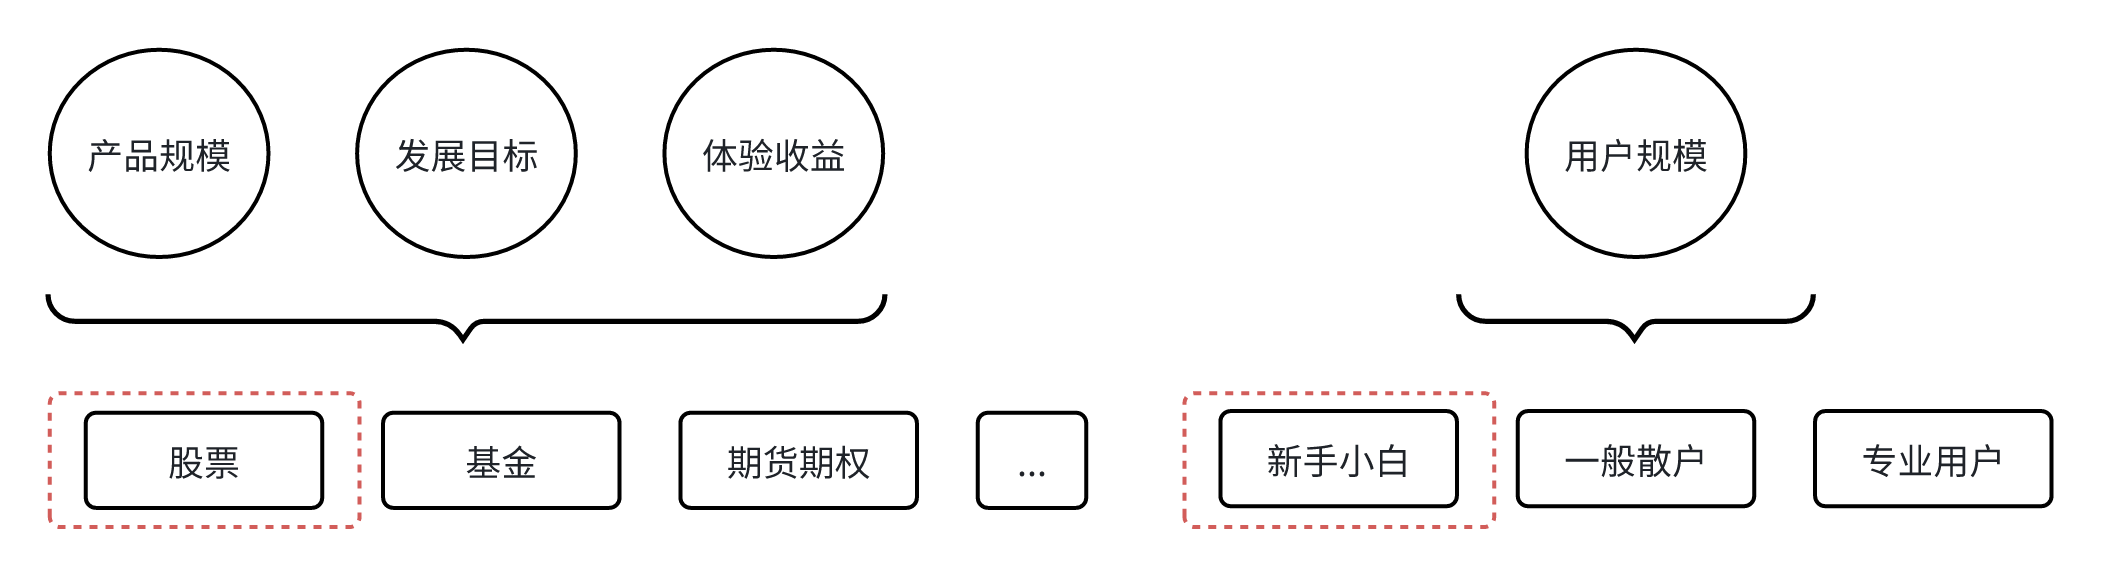 产品规模
发展目标
体验收益
用户规模
股票
基金
期货期权
...
新手小白
一般散户
专业用户